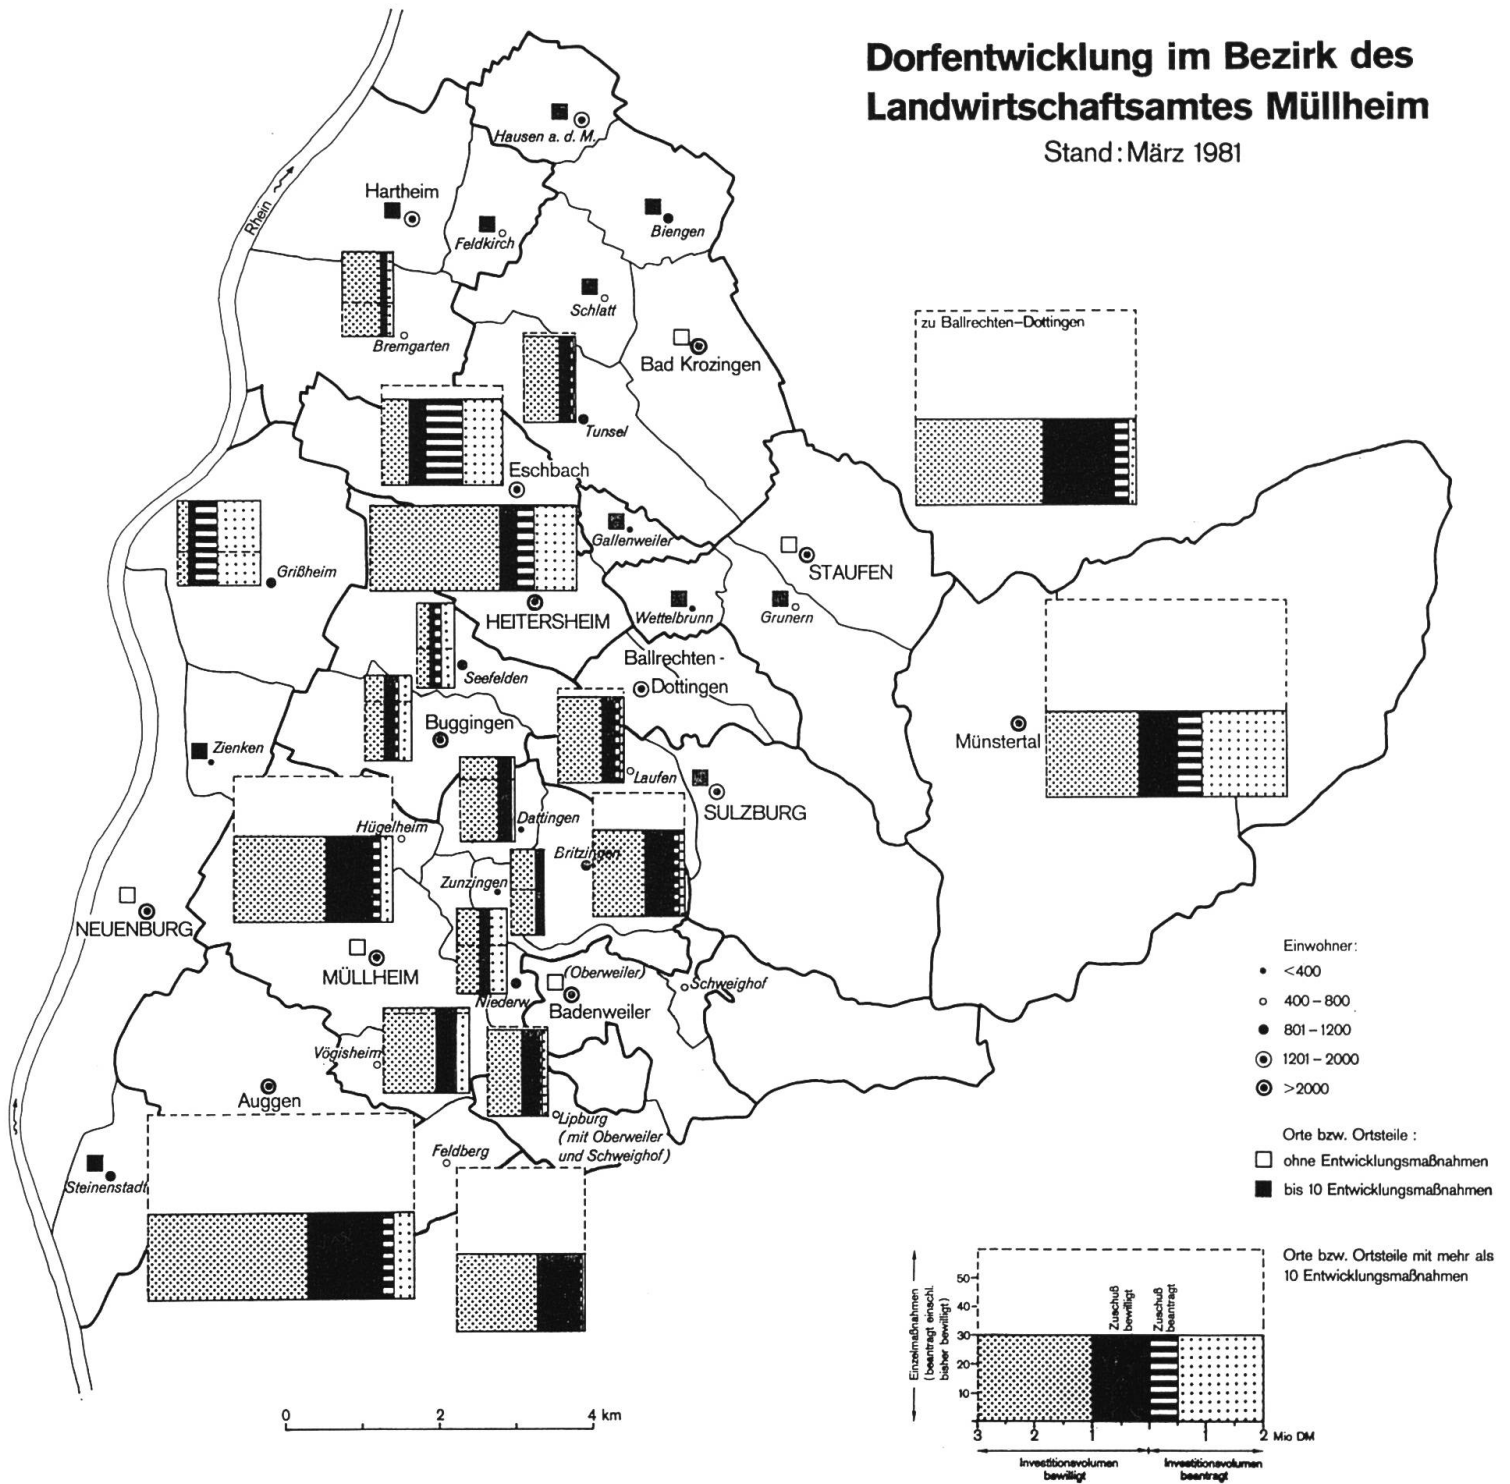 Dorfentwicklung im Bezirk des
Landwirtschaftsamtes Müllheim
Stand: März 1981
Rhein
Hausen a. d. M.
Hartheim
Feldkirch
Biengen
Schlatt
Bremgarten
Bad Krozingen
zu Ballrechten-Dottingen
Tunsel
Eschbach
Gallenweiler
Grißheim
STAUFEN
HEITERSHEIM
Wettelbrunn
Grunern
Ballrechten-
Dottingen
Seefelden
Buggingen
Münstertal
Zienken
Laufen
SULZBURG
Hügelheim
Dattingen
Britzingen
Zunzingen
NEUENBURG
MÜLLHEIM
(Oberweiler)
Schweighof
Niederw.
Badenweiler
Vögisheim
Auggen
Lipburg
(mit Oberweiler
und Schweighof)
Feldberg
Steinenstadt
Einwohner:
<400
400-800
801-1200
1201-2000
>2000
Orte bzw. Ortsteile:
ohne Entwicklungsmaßnahmen
bis 10 Entwicklungsmaßnahmen
Orte bzw. Ortsteile mit mehr als
10 Entwicklungsmaßnahmen
Einzelmaßnahmen
(beantragt einschl.
bisher bewilligt)
50
40
30
20
10
Zuschuß
bewilligt
Zuschuß
beantragt
3 2 1 1 2 Mio DM
Investitionsvolumen
bewilligt
Investitionsvolumen
beantragt
0 2 4 km